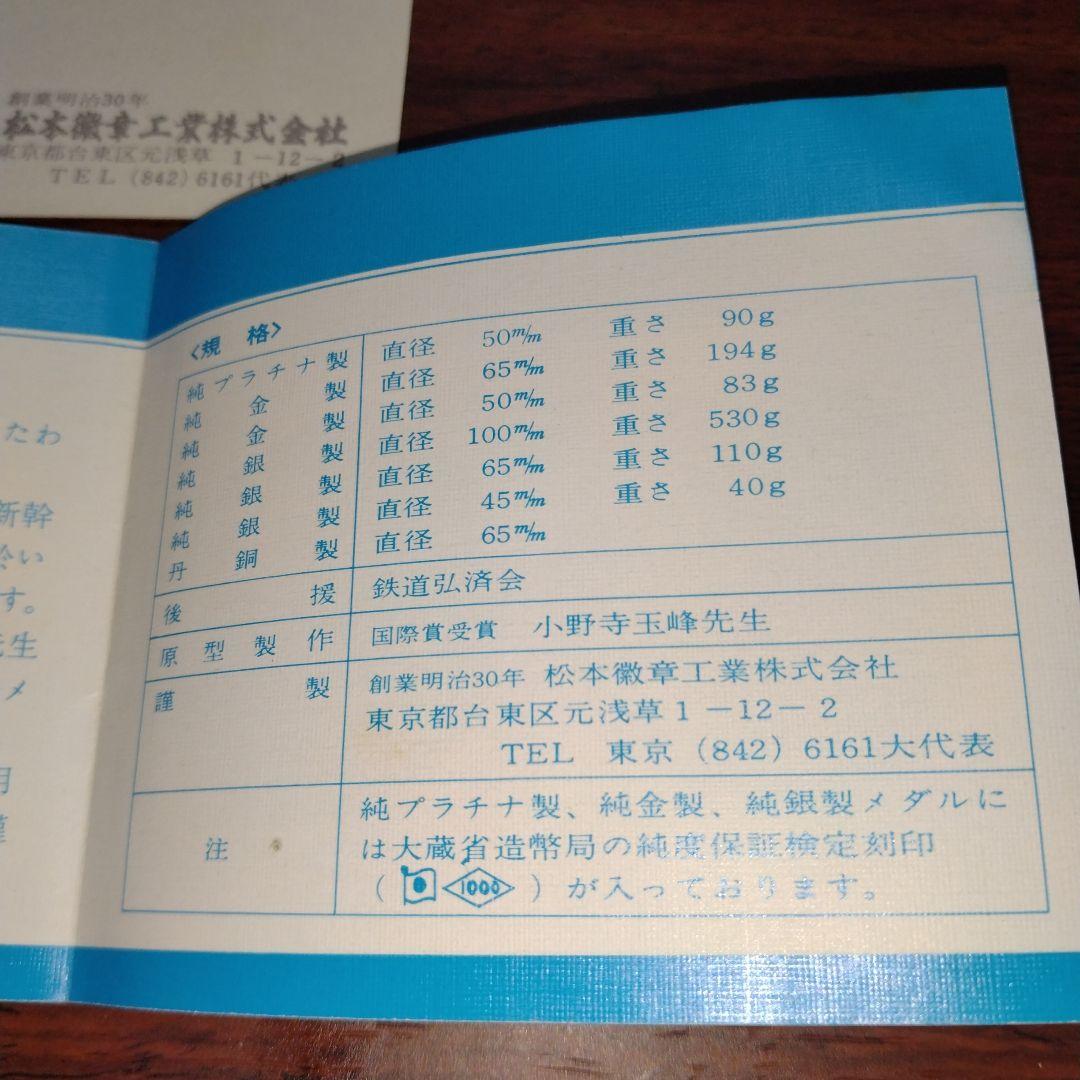 創業明治30年
松本徽章工業株式会社
東京都台東区元浅草 1-12-2
TEL (842) 6161代表
たわ
新幹
い
す。
先生
メ
月
謹
〈規 格〉
純プラチナ製 直径 50m/m 重さ 90g
純金製 直径 65m/m 重さ 194g
純金製 直径 50m/m 重さ 83g
純銀製 直径 100m/m 重さ 530g
純銀製 直径 65m/m 重さ 110g
純銀製 直径 45m/m 重さ 40g
丹銅製 直径 65m/m
後援 鉄道弘済会
原型製作 国際賞受賞 小野寺玉峰先生
謹製 創業明治30年 松本徽章工業株式会社
東京都台東区元浅草1-12-2
TEL 東京 (842) 6161大代表
注 純プラチナ製、純金製、純銀製メダルに
は大蔵省造幣局の純度保証検定刻印
( 1000 ) が入っております。